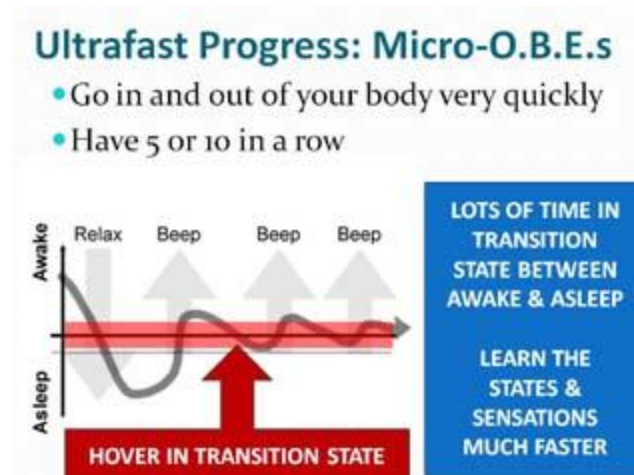 Ultrafast Progress: Micro-O.B.E.s
• Go in and out of your body very quickly
• Have 5 or 10 in a row
Awake
Relax Beep Beep Beep
Asleep
HOVER IN TRANSITION STATE
LOTS OF TIME IN
TRANSITION
STATE BETWEEN
AWAKE & ASLEEP
LEARN THE
STATES &
SENSATIONS
MUCH FASTER